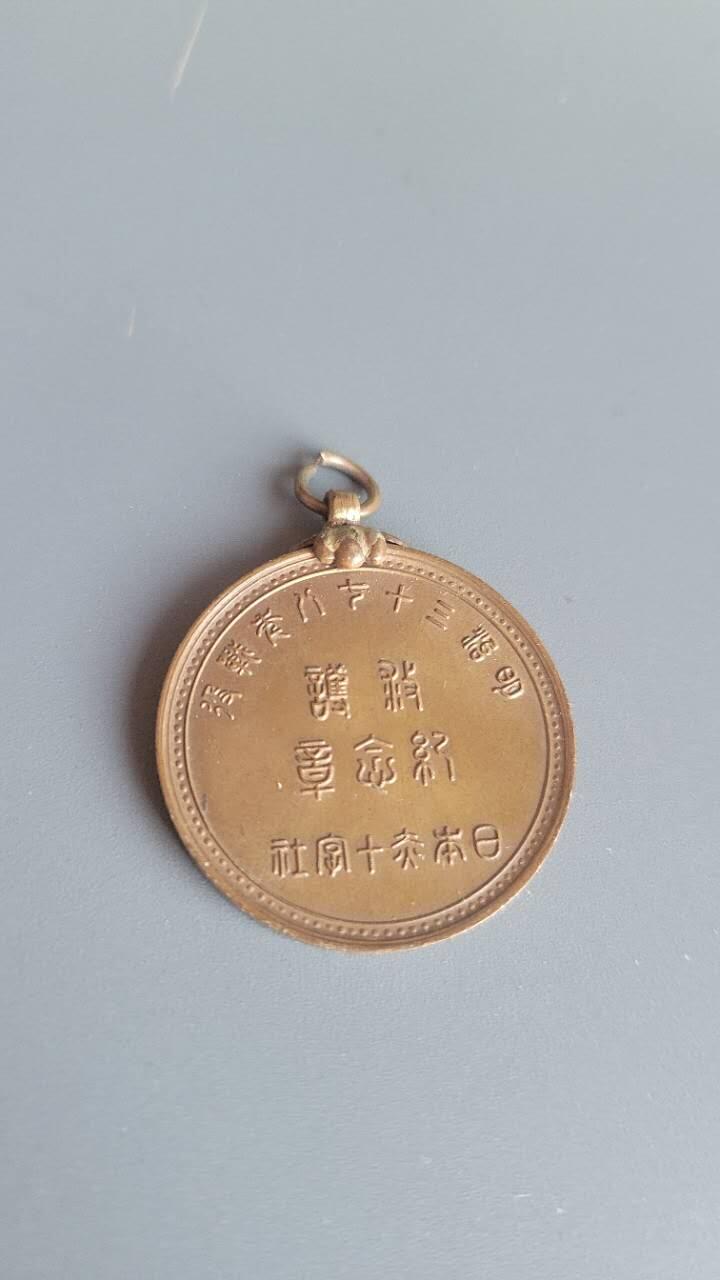 明治三十七八年戰役
救護
紀念章
日本赤十字社